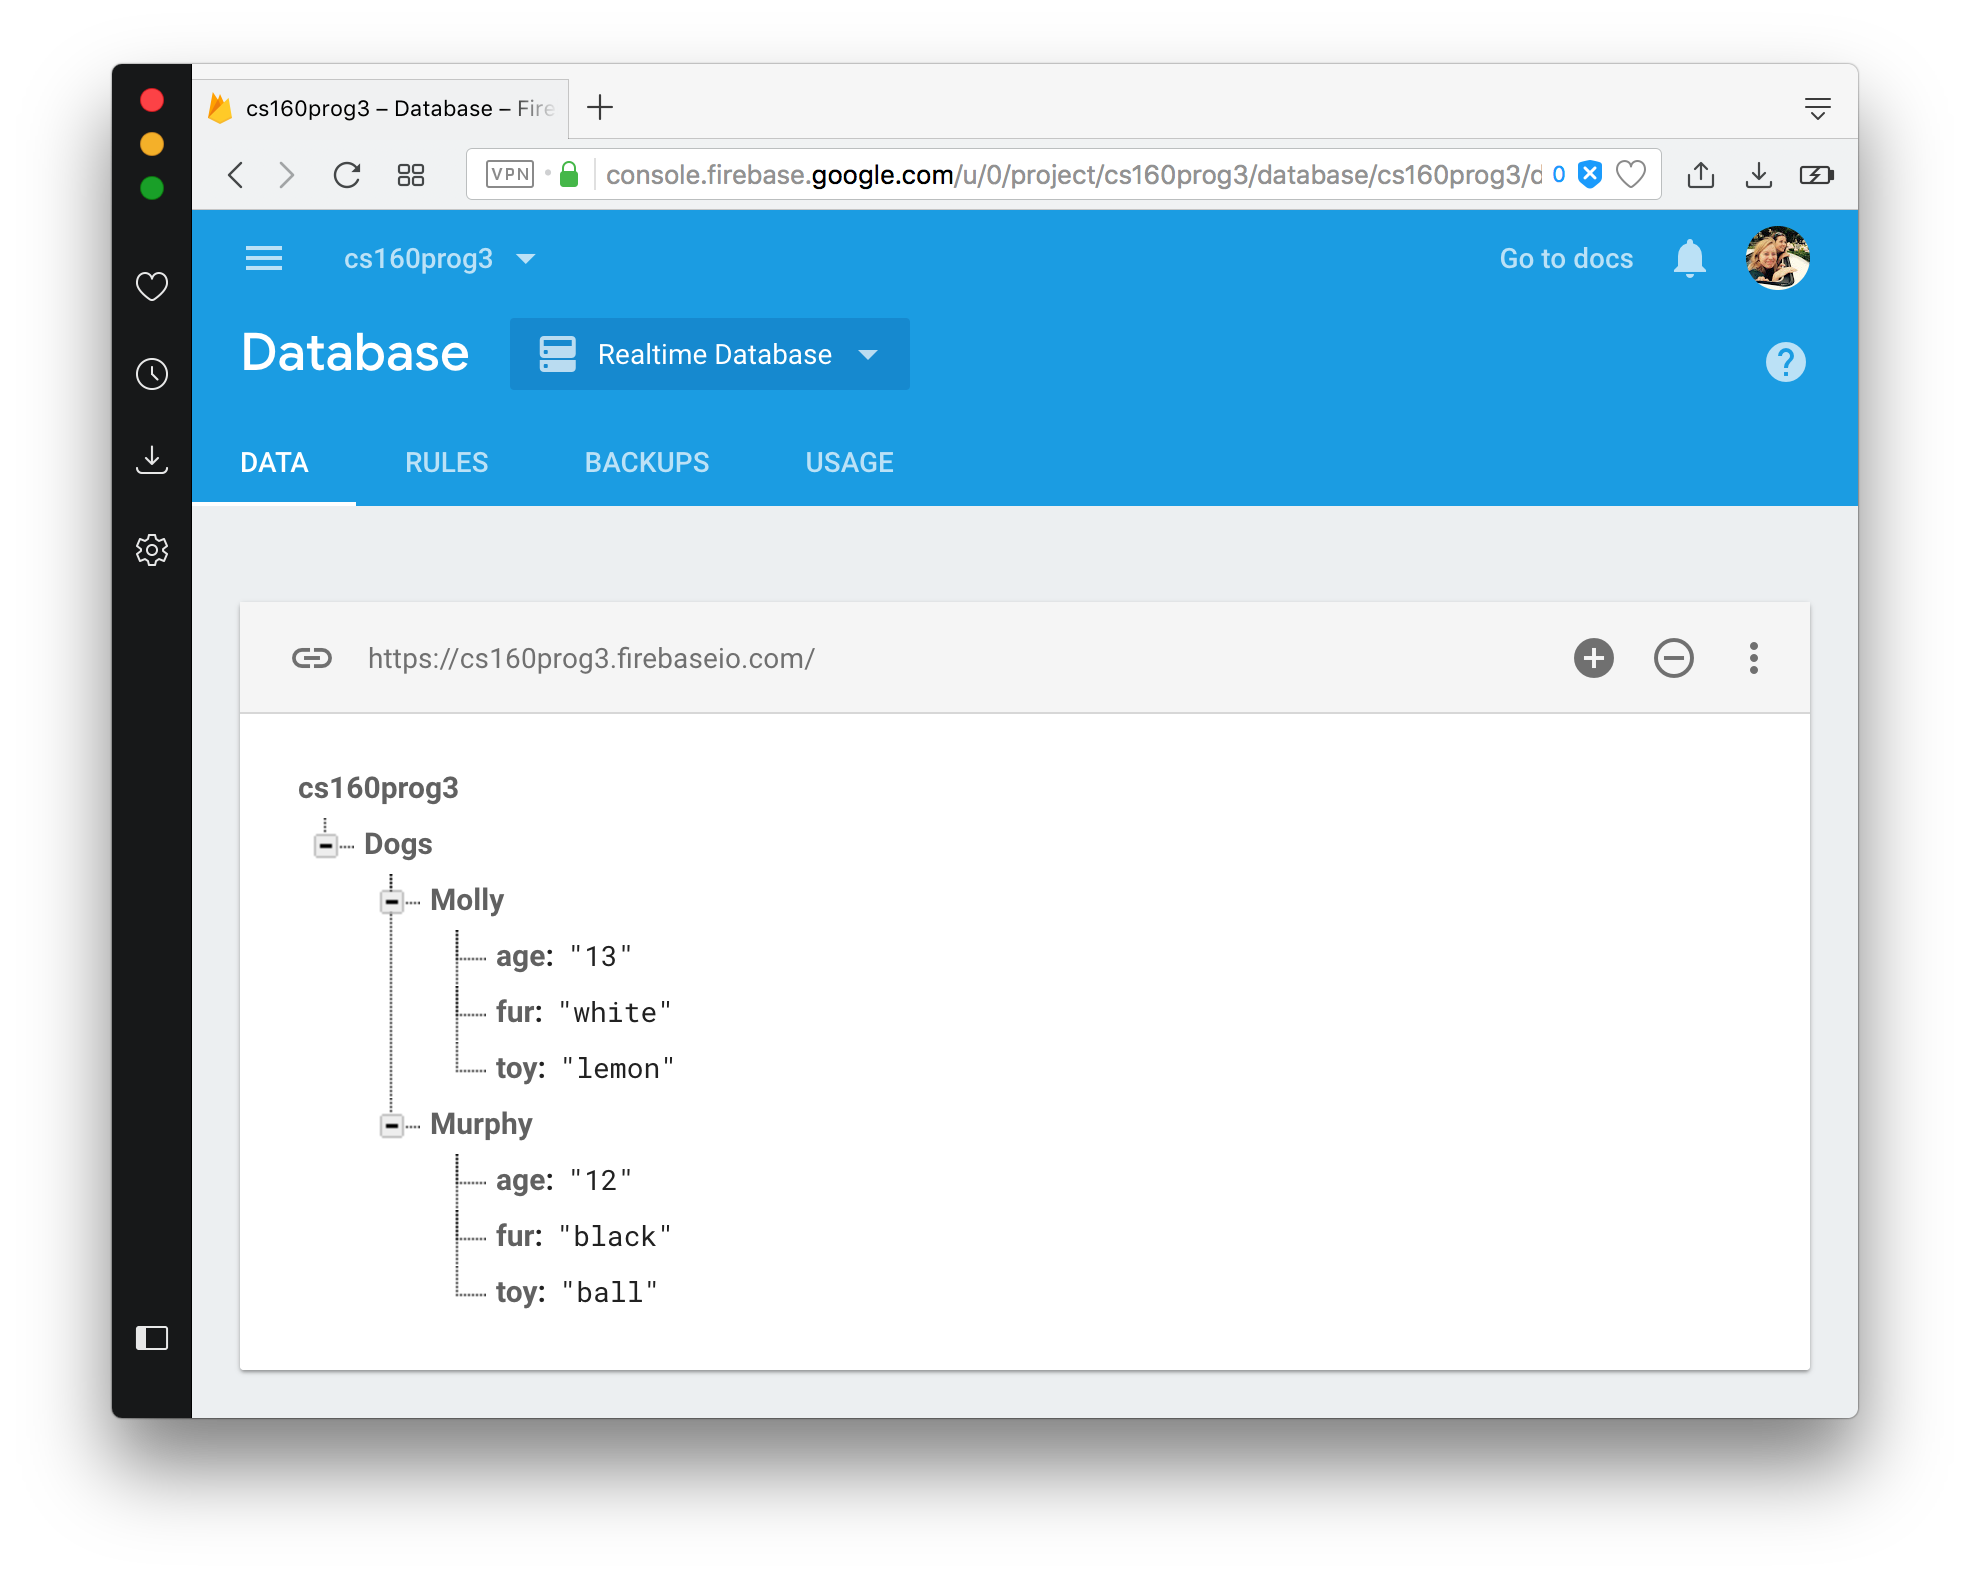 cs160prog3 – Database – Fire
VPN console.firebase.google.com/u/0/project/cs160prog3/database/cs160prog3/d 0
cs160prog3 Go to docs
Database Realtime Database ?
DATA RULES BACKUPS USAGE
https://cs160prog3.firebaseio.com/
cs160prog3
Dogs
Molly
age: "13"
fur: "white"
toy: "lemon"
Murphy
age: "12"
fur: "black"
toy: "ball"